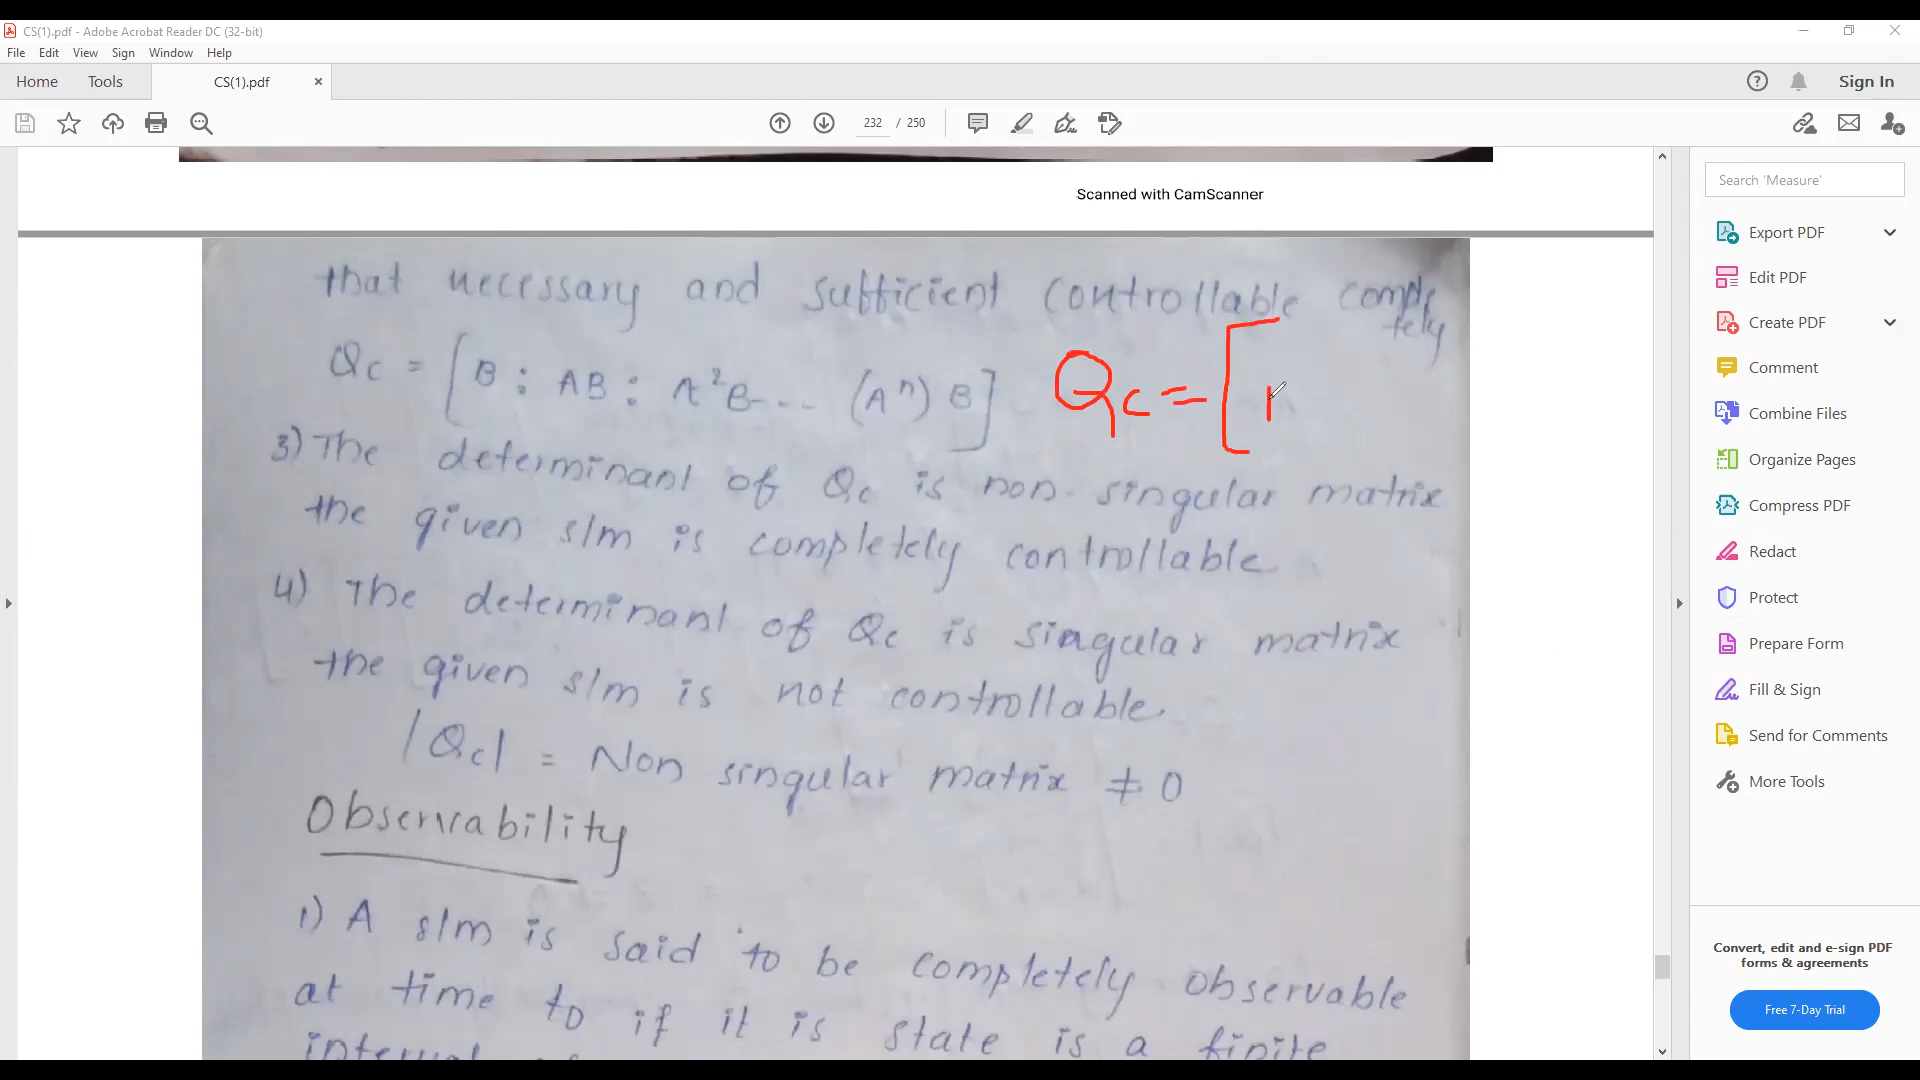 CS(1).pdf - Adobe Acrobat Reader DC (32-bit)
File Edit View Sign Window Help
Home Tools CS(1).pdf × Sign In
232 / 250
Search 'Measure'
Scanned with CamScanner
Export PDF
Edit PDF
Create PDF
Comment
Combine Files
Organize Pages
Compress PDF
Redact
Protect
Prepare Form
Fill & Sign
Send for Comments
More Tools
Convert, edit and e-sign PDF
forms & agreements
Free 7-Day Trial
that necessary and sufficient controllable comple
tely
Qc = [B : AB : A²B-... (Aⁿ) B] Qc = [
3) The determinant of Qc is non-singular matrix
the given s/m is completely controllable
4) The determinant of Qc is singular matrix
the given s/m is not controllable.
|Qc| = Non singular matrix ≠ 0
Observability
1) A s/m is said to be completely observable
at time to if it is state is a finite